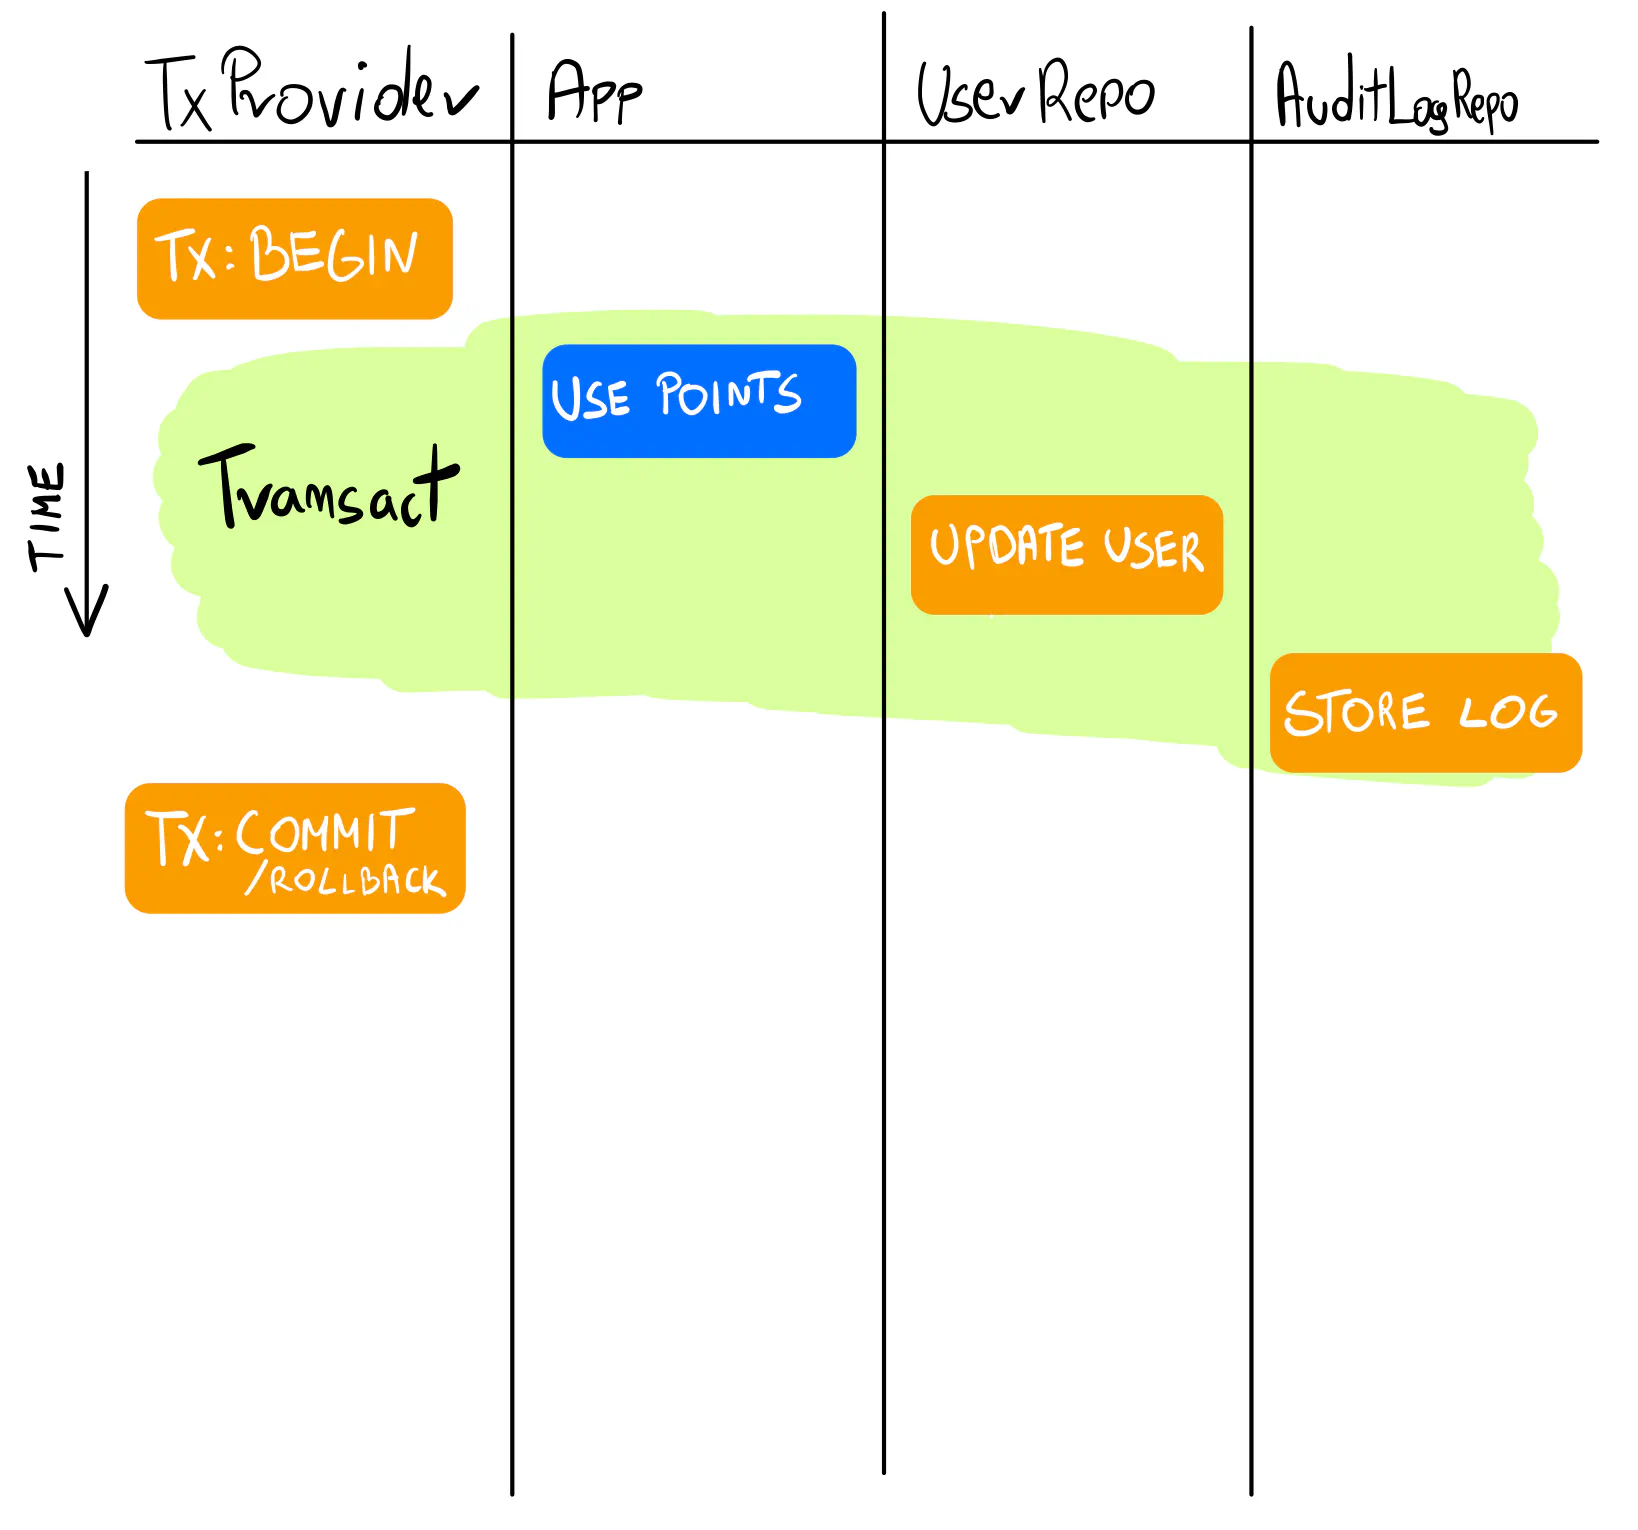 TxProvider
App
UserRepo
AuditLogRepo
TX: BEGIN
USE POINTS
Transact
TIME
UPDATE USER
STORE LOG
TX: COMMIT
/ROLLBACK